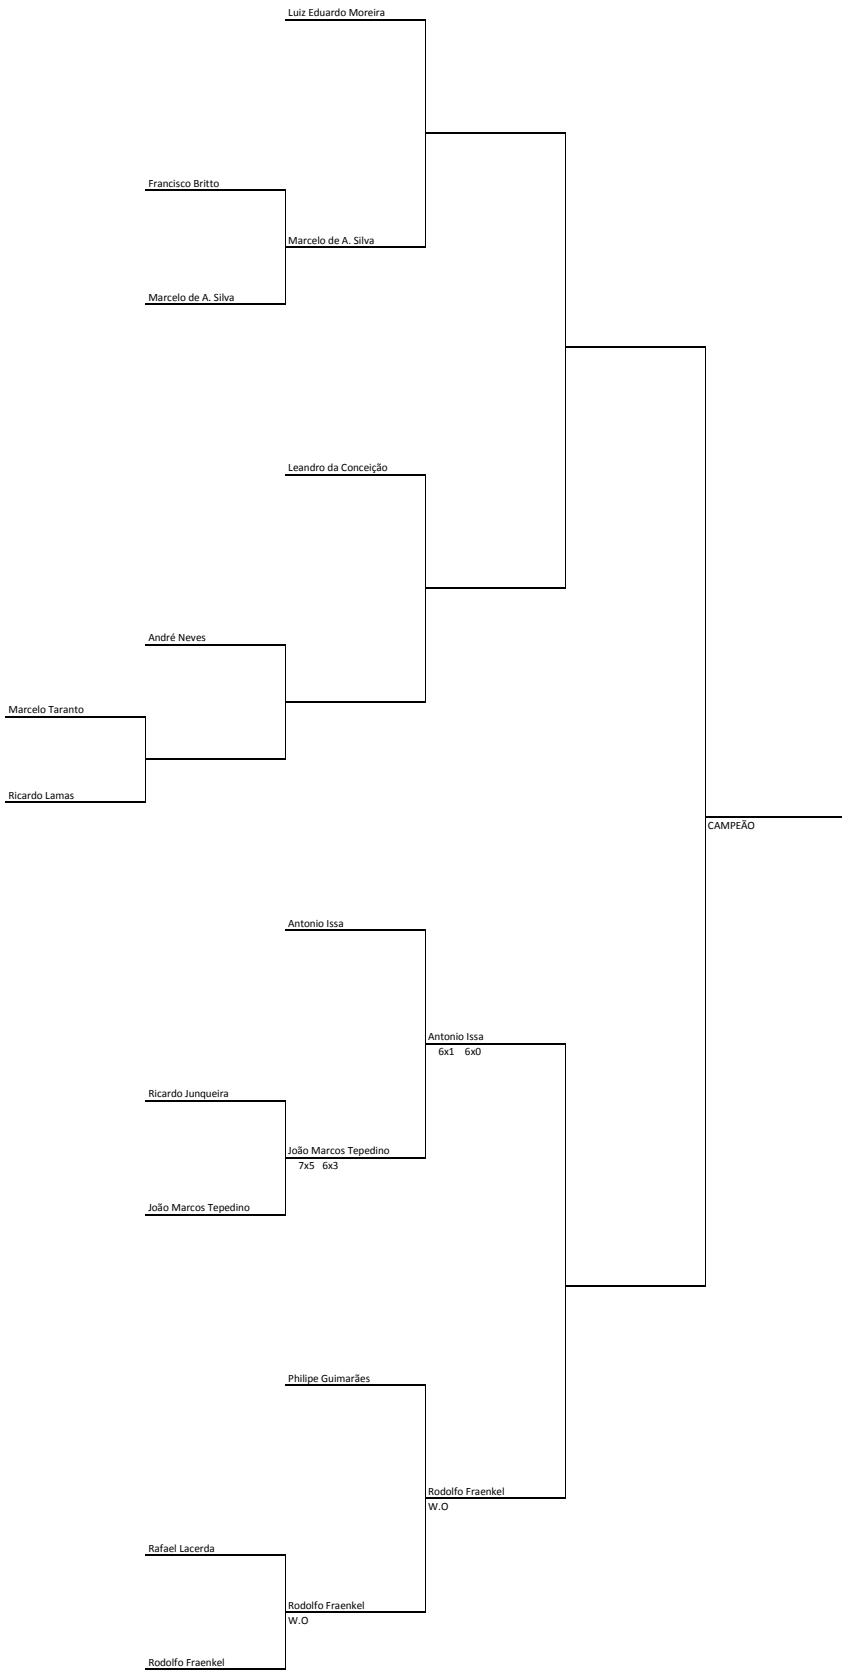 Luiz Eduardo Moreira
Francisco Britto
Marcelo de A. Silva
Marcelo de A. Silva
Leandro da Conceição
André Neves
Marcelo Taranto
Ricardo Lamas
CAMPEÃO
Antonio Issa
Antonio Issa
6x1 6x0
Ricardo Junqueira
João Marcos Tepedino
7x5 6x3
João Marcos Tepedino
Philipe Guimarães
Rodolfo Fraenkel
W.O
Rafael Lacerda
Rodolfo Fraenkel
W.O
Rodolfo Fraenkel